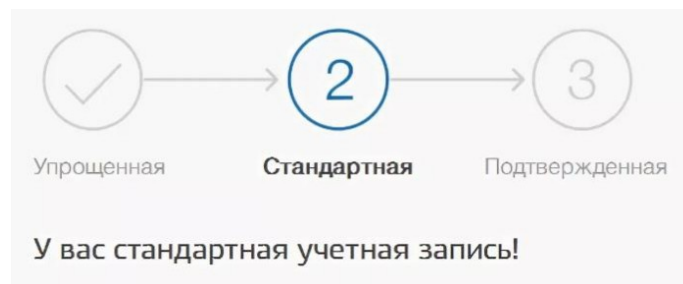 2
3
Упрощенная
Стандартная
Подтвержденная
У вас стандартная учетная запись!